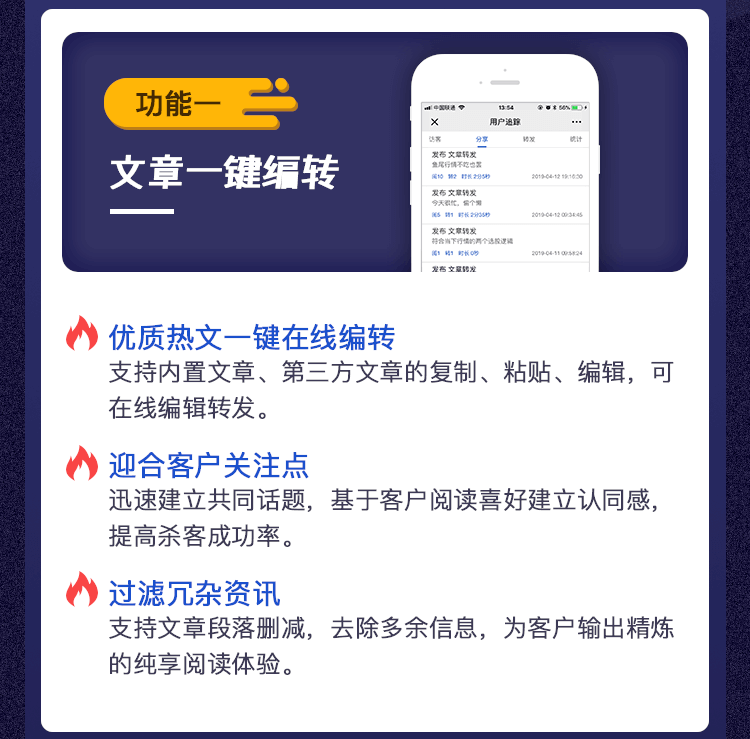 功能一
文章一键编转
中国联通
13:54
56%
用户追踪
访客 分享 转发 统计
发布 文章转发
鱼尾行情不吃也罢
阅10 转2 时长2分5秒 2019-04-12 19:10:30
发布 文章转发
今天很忙，偷个懒
阅5 转1 2019-04-12 09:34:45
发布 文章转发
符合当下行情的两个选股逻辑
阅1 转1 时长0秒 2019-04-11 09:58:24
发布 文章转发
优质热文一键在线编转
支持内置文章、第三方文章的复制、粘贴、编辑，可
在线编辑转发。
迎合客户关注点
迅速建立共同话题，基于客户阅读喜好建立认同感，
提高杀客成功率。
过滤冗杂资讯
支持文章段落删减，去除多余信息，为客户输出精炼
的纯享阅读体验。